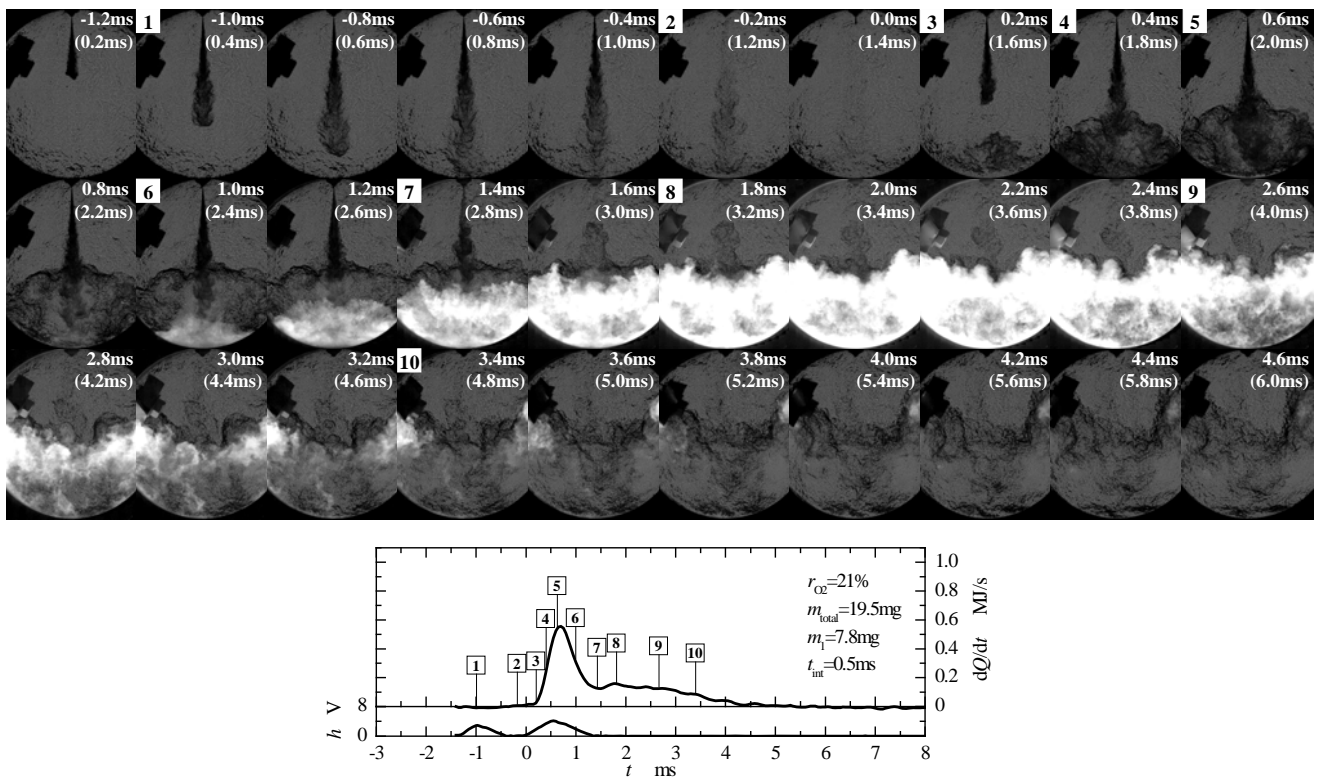 1 -1.2ms -1.0ms -0.8ms -0.6ms -0.4ms 2 -0.2ms 0.0ms 3 0.2ms 4 0.4ms 5 0.6ms
(0.2ms) (0.4ms) (0.6ms) (0.8ms) (1.0ms) (1.2ms) (1.4ms) (1.6ms) (1.8ms) (2.0ms)
0.8ms 6 1.0ms 1.2ms 7 1.4ms 1.6ms 8 1.8ms 2.0ms 2.2ms 2.4ms 9 2.6ms
(2.2ms) (2.4ms) (2.6ms) (2.8ms) (3.0ms) (3.2ms) (3.4ms) (3.6ms) (3.8ms) (4.0ms)
2.8ms 3.0ms 3.2ms 10 3.4ms 3.6ms 3.8ms 4.0ms 4.2ms 4.4ms 4.6ms
(4.2ms) (4.4ms) (4.6ms) (4.8ms) (5.0ms) (5.2ms) (5.4ms) (5.6ms) (5.8ms) (6.0ms)
1.0
0.8
0.6
0.4
0.2
0
dQ/dt MJ/s
rO2=21%
mtotal=19.5mg
m1=7.8mg
tint=0.5ms
1 2 3 4 5 6 7 8 9 10
8
0
h V
-3 -2 -1 0 1 2 3 4 5 6 7 8
t ms